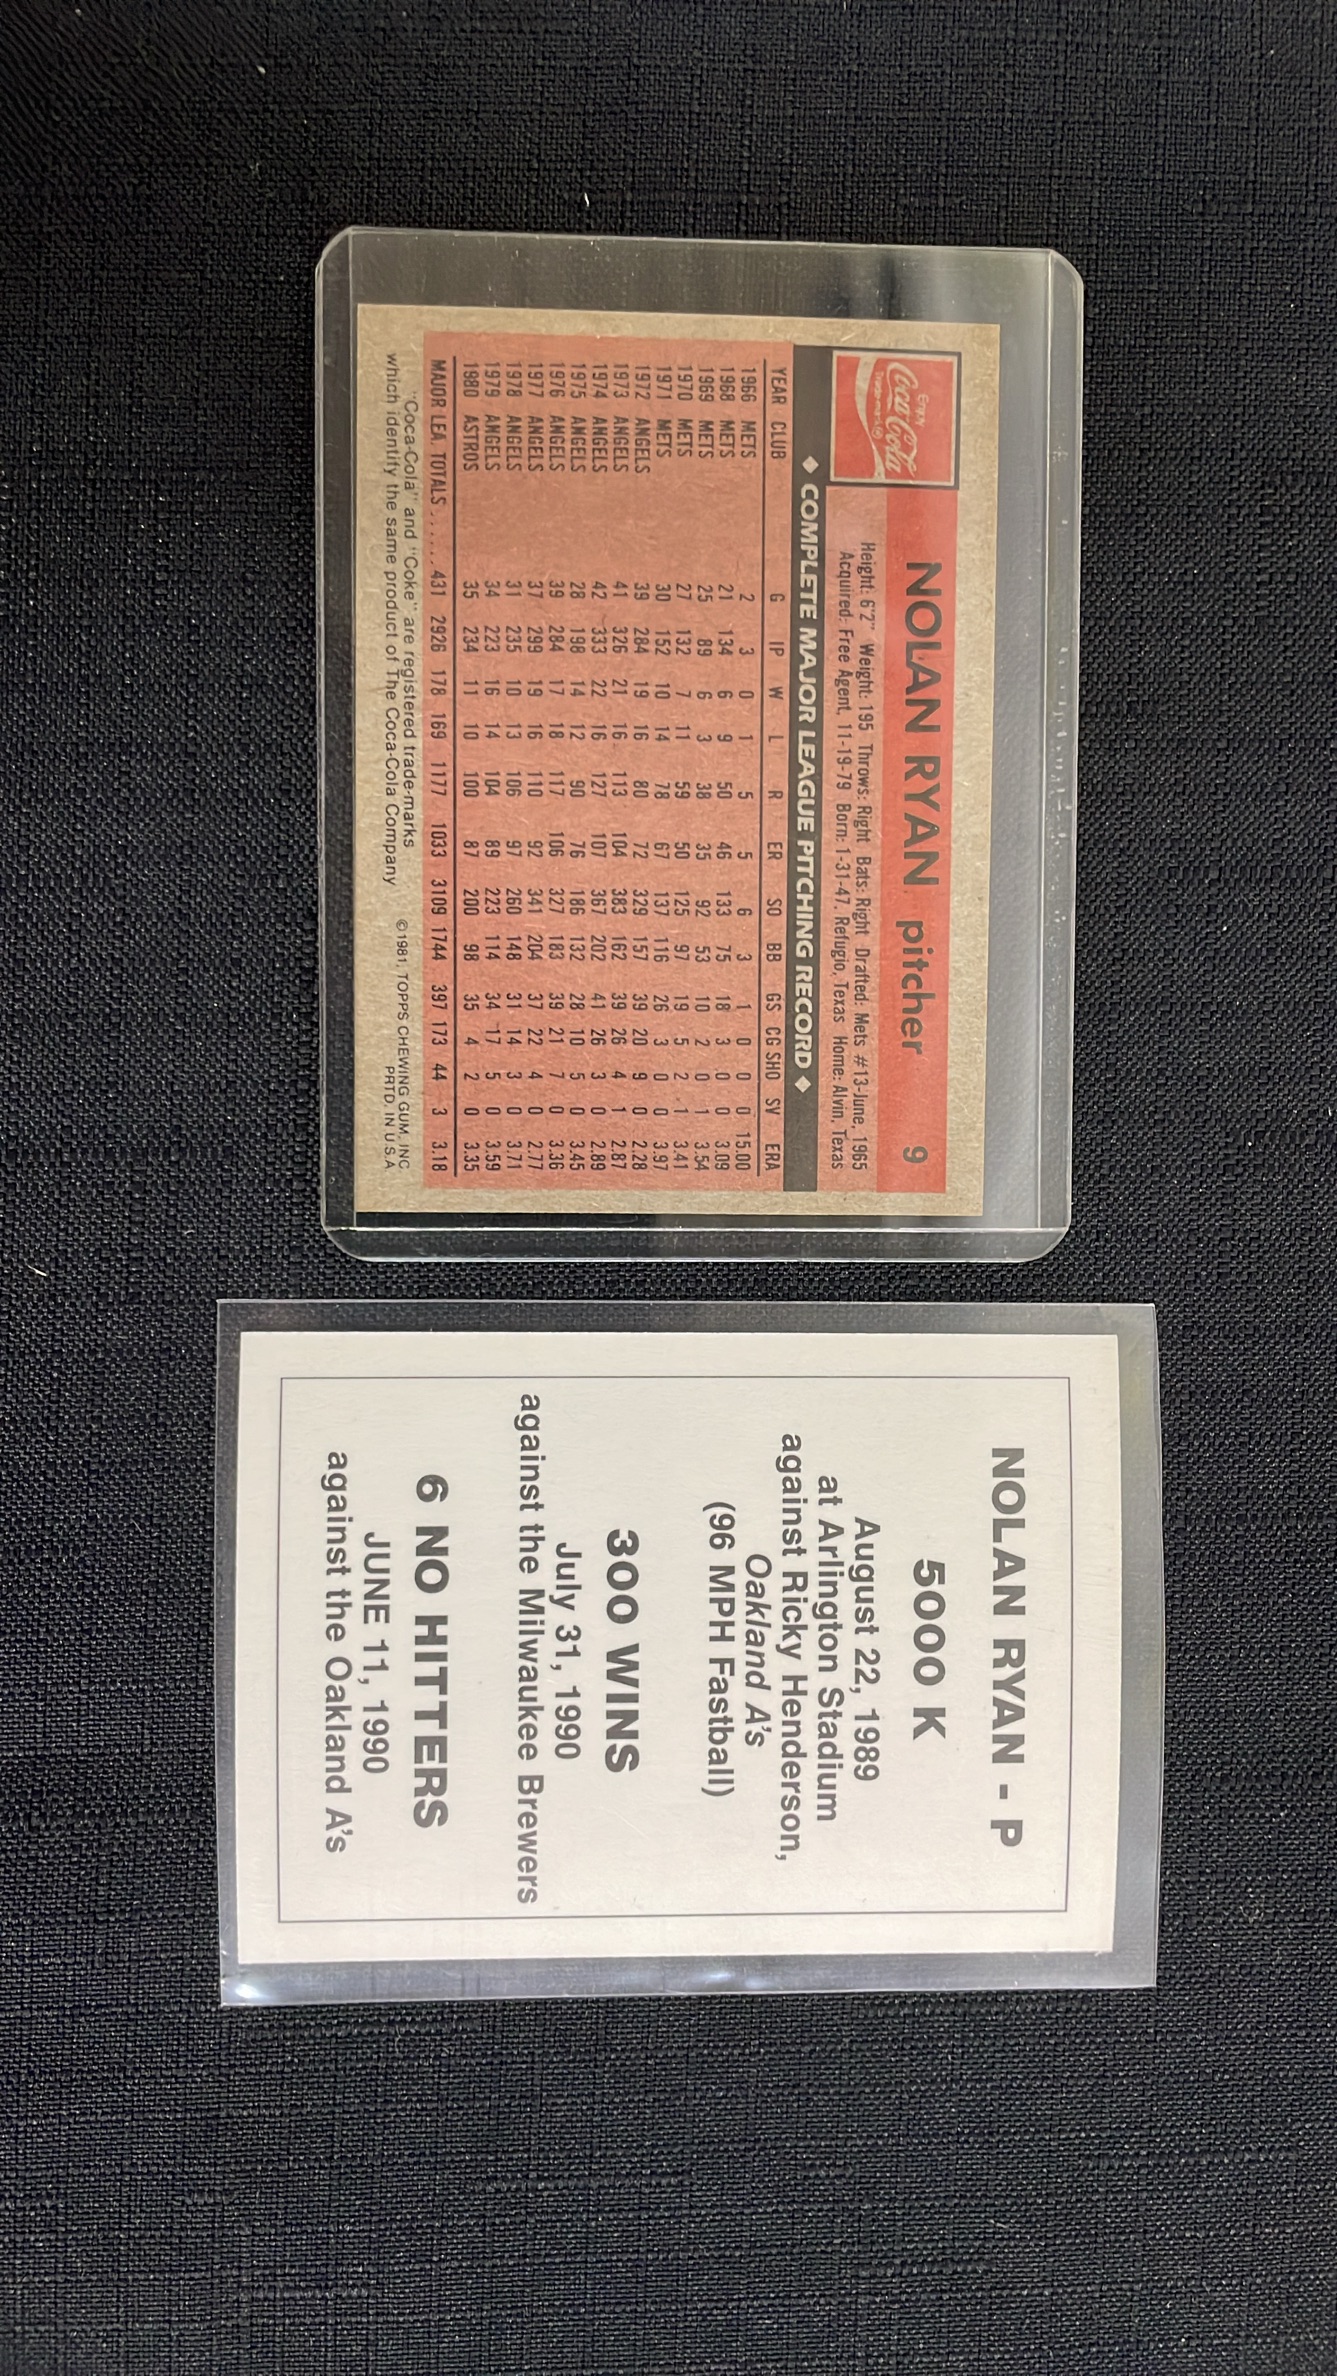 Enjoy
Coca-Cola
Trade-mark®
NOLAN RYAN pitcher 9
Height: 6'2" Weight: 195 Throws: Right Bats: Right Drafted: Mets #13-June, 1965
Acquired: Free Agent, 11-19-79 Born: 1-31-47, Refugio, Texas Home: Alvin, Texas
◆ COMPLETE MAJOR LEAGUE PITCHING RECORD ◆
YEAR CLUB G IP W L R ER SO BB GS CG SHO SV ERA
1966 METS 2 3 0 1 5 5 6 3 1 0 0 0 15.00
1968 METS 21 134 6 9 50 46 133 75 18 3 0 0 3.09
1969 METS 25 89 6 3 38 35 92 53 10 2 0 1 3.54
1970 METS 27 132 7 11 59 50 125 97 19 5 2 1 3.41
1971 METS 30 152 10 14 78 67 137 116 26 3 0 0 3.97
1972 ANGELS 39 284 19 16 80 72 329 157 39 20 9 0 2.28
1973 ANGELS 41 326 21 16 113 104 383 162 39 26 4 1 2.87
1974 ANGELS 42 333 22 16 127 107 367 202 41 26 3 0 2.89
1975 ANGELS 28 198 14 12 90 76 186 132 28 10 5 0 3.45
1976 ANGELS 39 284 17 18 117 106 327 183 39 21 7 0 3.36
1977 ANGELS 37 299 19 16 110 92 341 204 37 22 4 0 2.77
1978 ANGELS 31 235 10 13 106 97 260 148 31 14 3 0 3.71
1979 ANGELS 34 223 16 14 104 89 223 114 34 17 5 0 3.59
1980 ASTROS 35 234 11 10 100 87 200 98 35 4 2 0 3.35
MAJOR LEA. TOTALS...... 431 2926 178 169 1177 1033 3109 1744 397 173 44 3 3.18
"Coca-Cola" and "Coke" are registered trade-marks
which identify the same product of The Coca-Cola Company
©1981, TOPPS CHEWING GUM, INC.
PRTD. IN U.S.A.
NOLAN RYAN - P
5000 K
August 22, 1989
at Arlington Stadium
against Ricky Henderson,
Oakland A's
(96 MPH Fastball)
300 WINS
July 31, 1990
against the Milwaukee Brewers
6 NO HITTERS
JUNE 11, 1990
against the Oakland A's